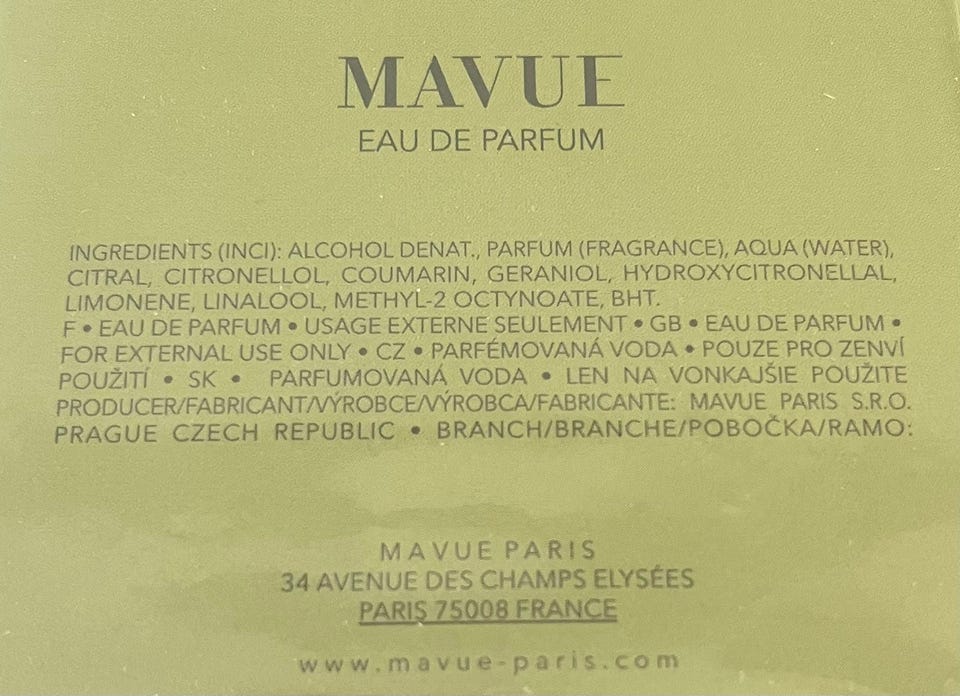 MAVUE
EAU DE PARFUM
INGREDIENTS (INCI): ALCOHOL DENAT., PARFUM (FRAGRANCE), AQUA (WATER),
CITRAL, CITRONELLOL, COUMARIN, GERANIOL, HYDROXYCITRONELLAL,
LIMONENE, LINALOOL, METHYL-2 OCTYNOATE, BHT.
F • EAU DE PARFUM • USAGE EXTERNE SEULEMENT • GB • EAU DE PARFUM •
FOR EXTERNAL USE ONLY • CZ • PARFÉMOVANÁ VODA • POUZE PRO ZENVÍ
POUŽITÍ • SK • PARFUMOVANÁ VODA • LEN NA VONKAJŠIE POUŽITE
PRODUCER/FABRICANT/VÝROBCE/VÝROBCA/FABRICANTE: MAVUE PARIS S.R.O.
PRAGUE CZECH REPUBLIC • BRANCH/BRANCHE/POBOČKA/RAMO:
MAVUE PARIS
34 AVENUE DES CHAMPS ELYSÉES
PARIS 75008 FRANCE
www.mavue-paris.com